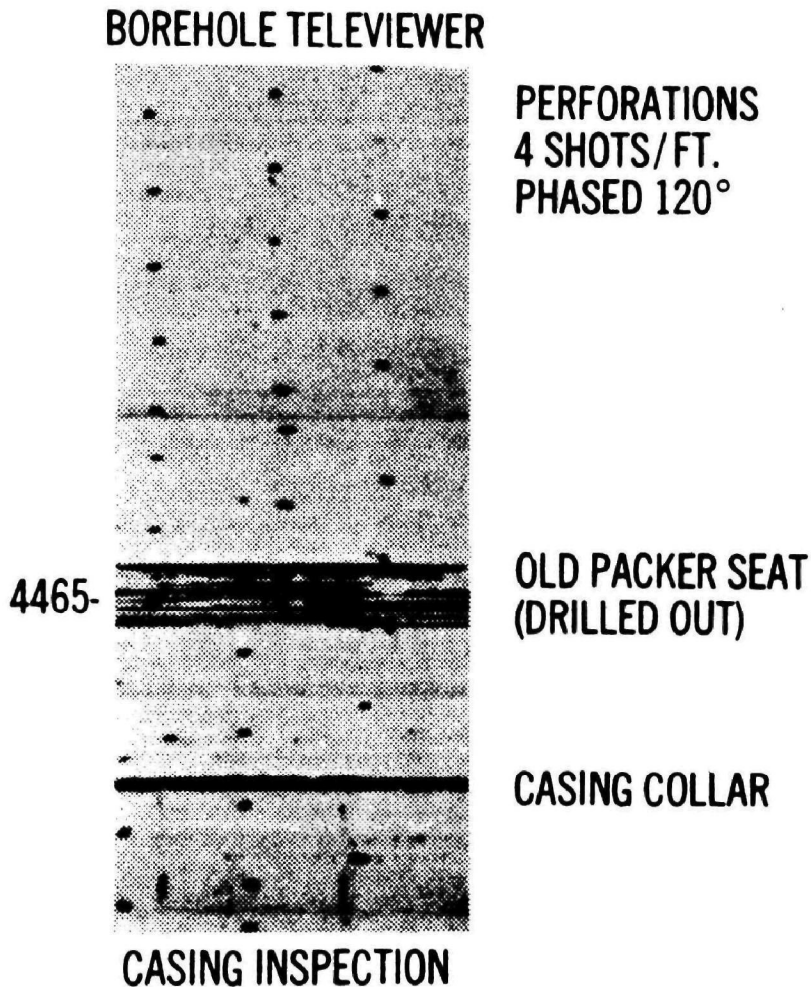 BOREHOLE TELEVIEWER
PERFORATIONS
4 SHOTS/FT.
PHASED 120°
4465-
OLD PACKER SEAT
(DRILLED OUT)
CASING COLLAR
CASING INSPECTION